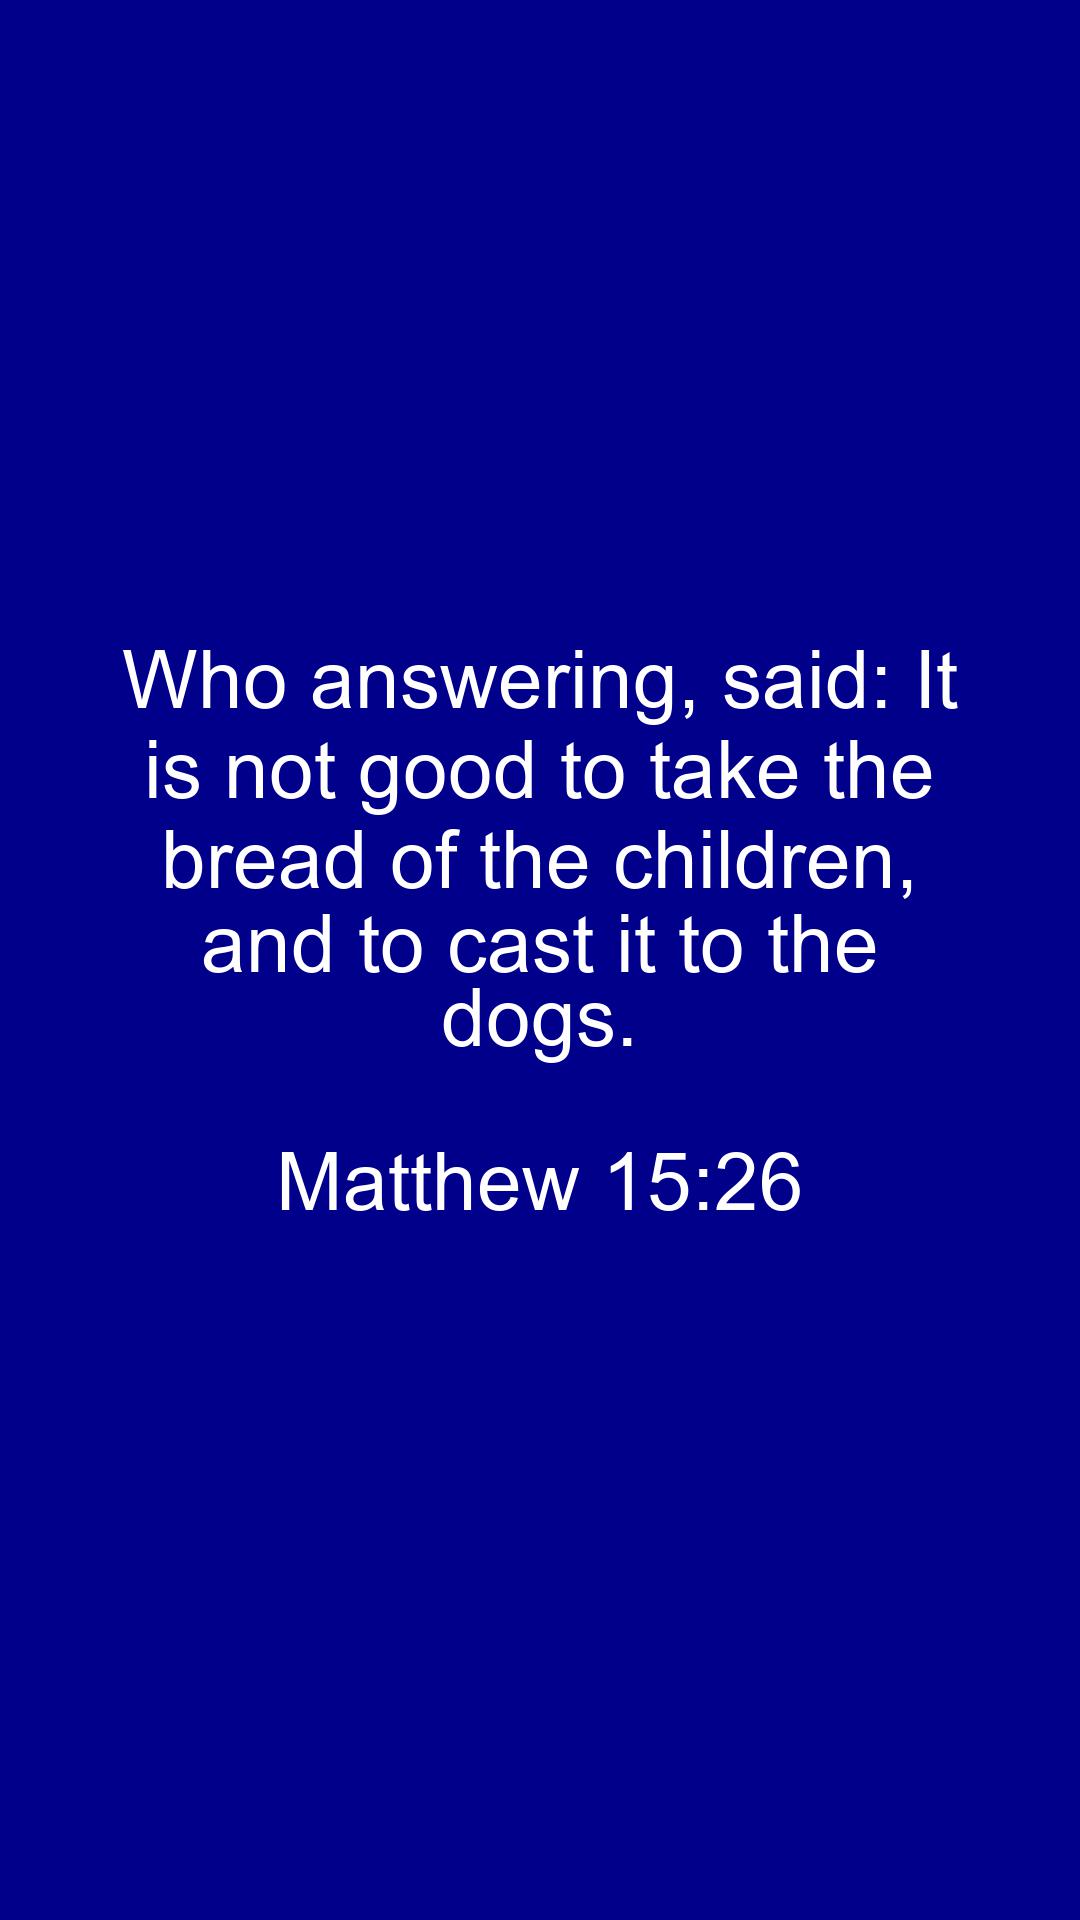 Who answering, said: It
is not good to take the
bread of the children,
and to cast it to the
dogs.
Matthew 15:26